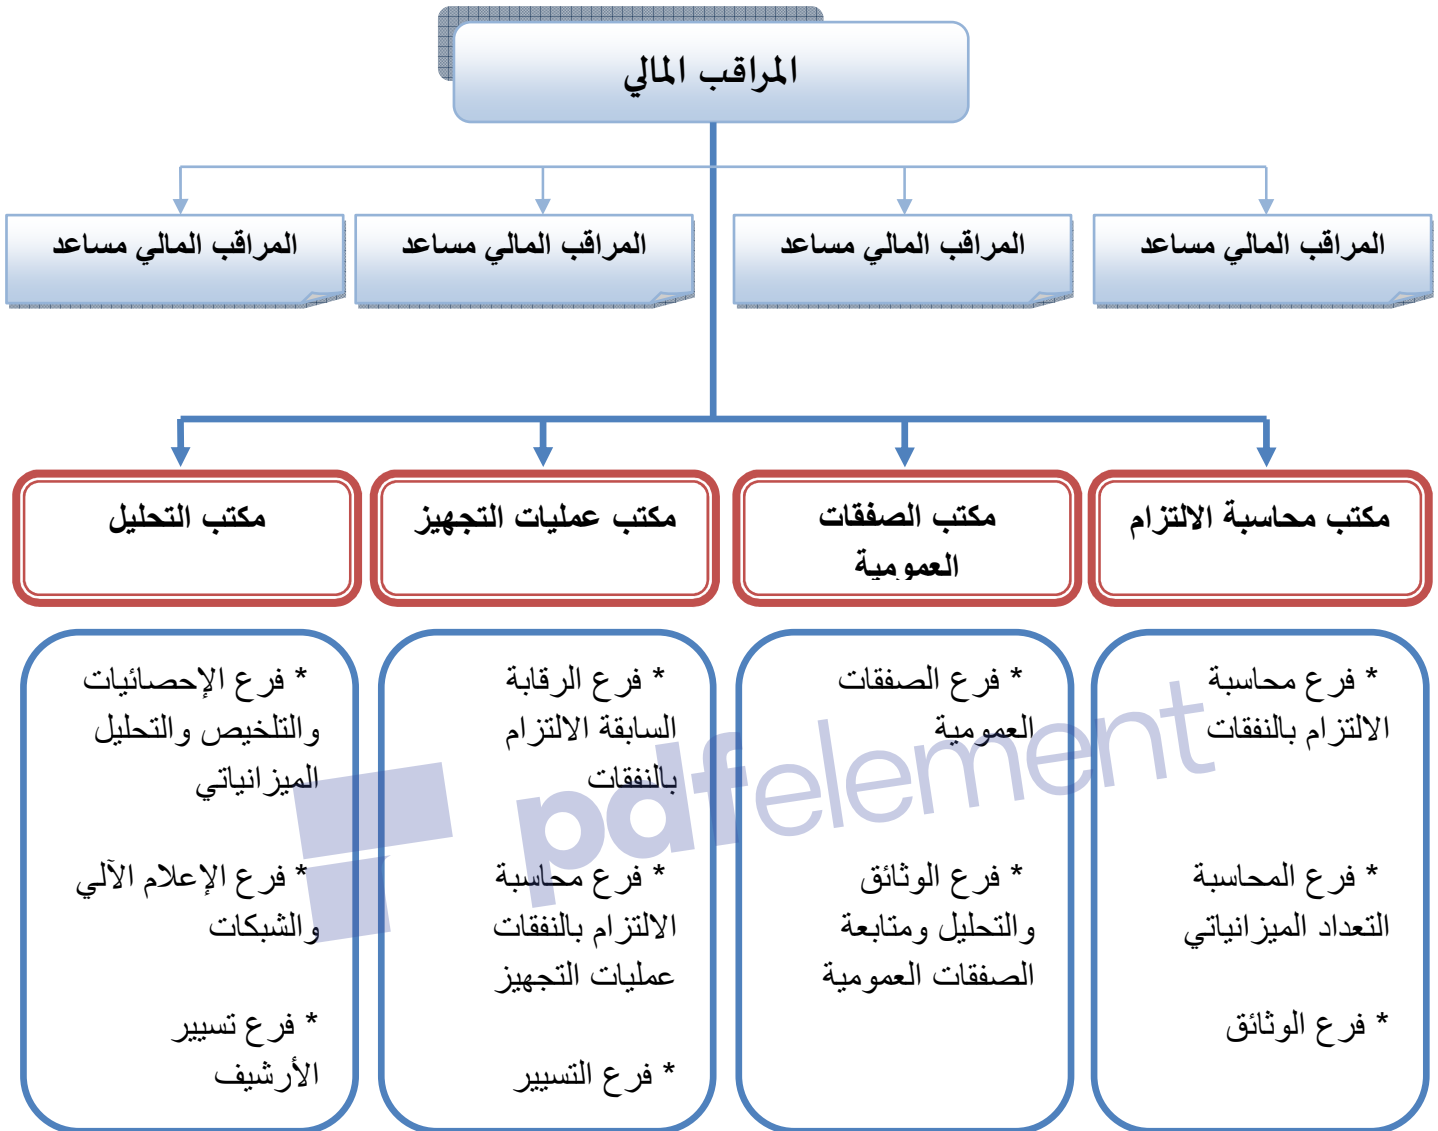 المراقب المالي
المراقب المالي مساعد
المراقب المالي مساعد
المراقب المالي مساعد
المراقب المالي مساعد
مكتب محاسبة الالتزام
مكتب الصفقات
العمومية
مكتب عمليات التجهيز
مكتب التحليل
* فرع محاسبة
الالتزام بالنفقات
* فرع المحاسبة
التعداد الميزانياتي
* فرع الوثائق
* فرع الصفقات
العمومية
* فرع الوثائق
والتحليل ومتابعة
الصفقات العمومية
* فرع الرقابة
السابقة الالتزام
بالنفقات
* فرع محاسبة
الالتزام بالنفقات
عمليات التجهيز
* فرع التسيير
* فرع الإحصائيات
والتلخيص والتحليل
الميزانياتي
* فرع الإعلام الآلي
والشبكات
* فرع تسيير
الأرشيف
pdfelement